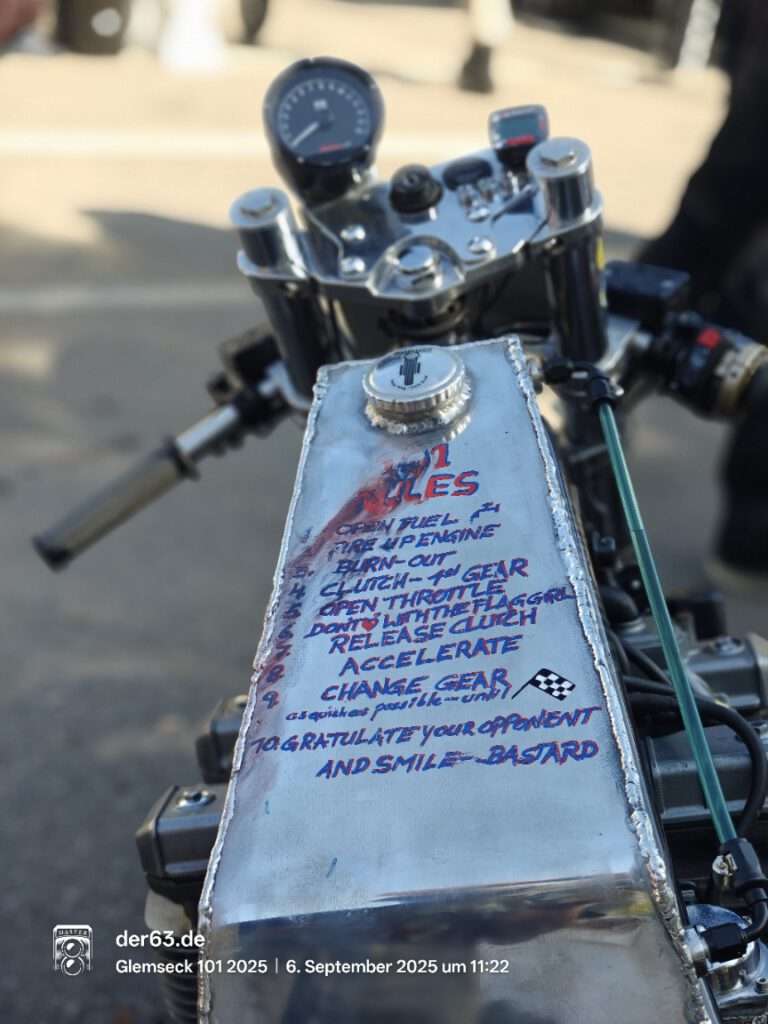 RULES
OPEN FUEL
FIRE UP ENGINE
BURN-OUT
CLUTCH - 1st GEAR
OPEN THROTTLE
DONT ♥ WITH THE FLAGGIRL
RELEASE CLUTCH
ACCELERATE
9. CHANGE GEAR
as quick as possible - until
10. GRATULATE YOUR OPPONENT
AND SMILE - BASTARD
der63.de
Glemseck 101 2025 | 6. September 2025 um 11:22